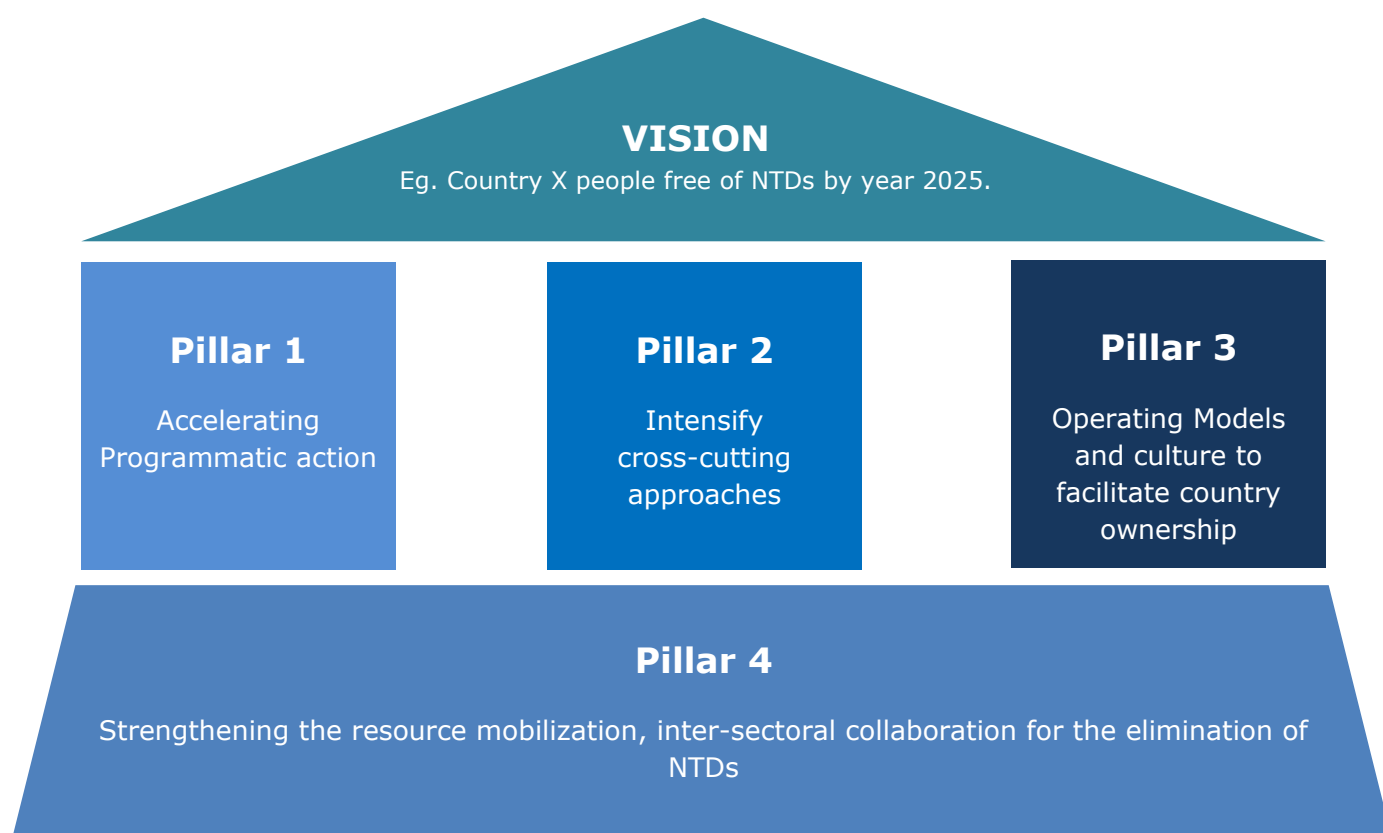 VISION
Eg. Country X people free of NTDs by year 2025.
Pillar 1
Accelerating
Programmatic action
Pillar 2
Intensify
cross-cutting
approaches
Pillar 3
Operating Models
and culture to
facilitate country
ownership
Pillar 4
Strengthening the resource mobilization, inter-sectoral collaboration for the elimination of
NTDs